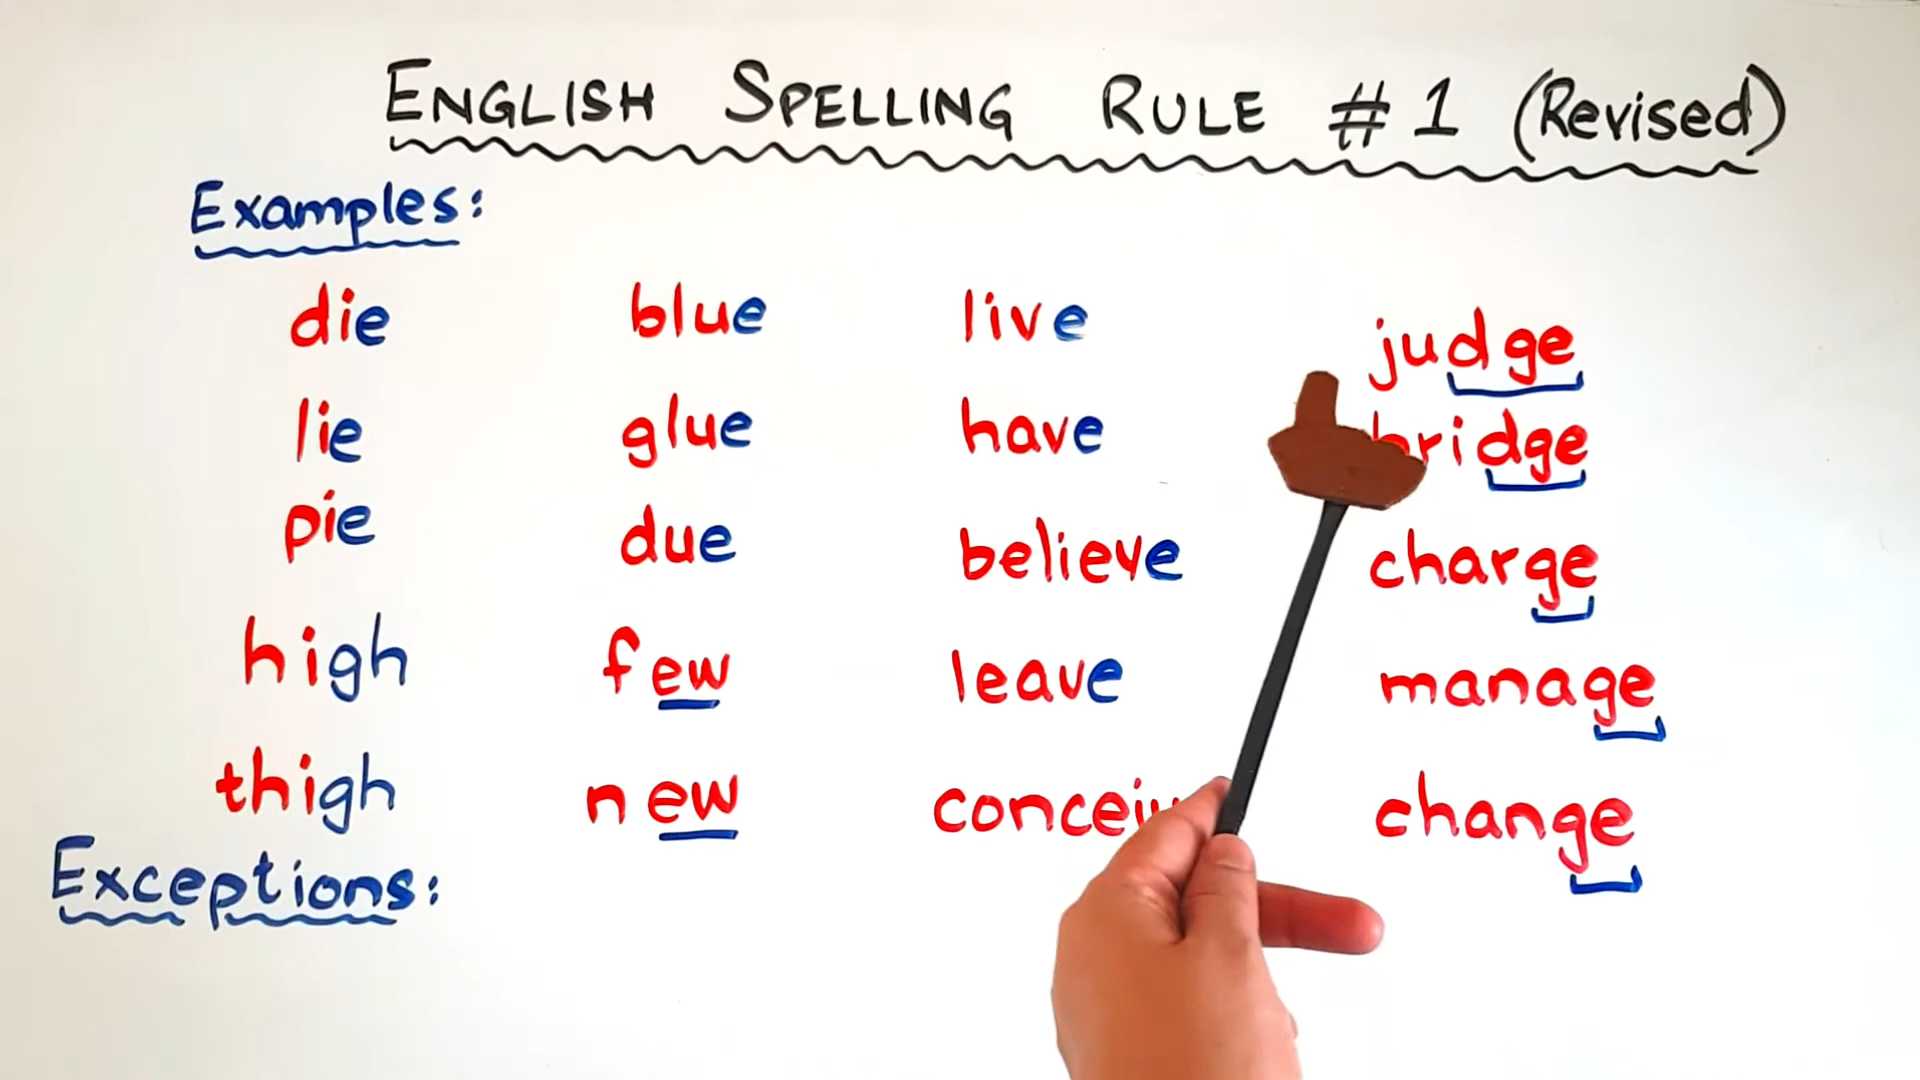 ENGLISH SPELLING RULE #1 (Revised)
Examples:
die blue live judge
lie glue have bridge
pie due believe charge
high few leave manage
thigh new change
Exceptions: